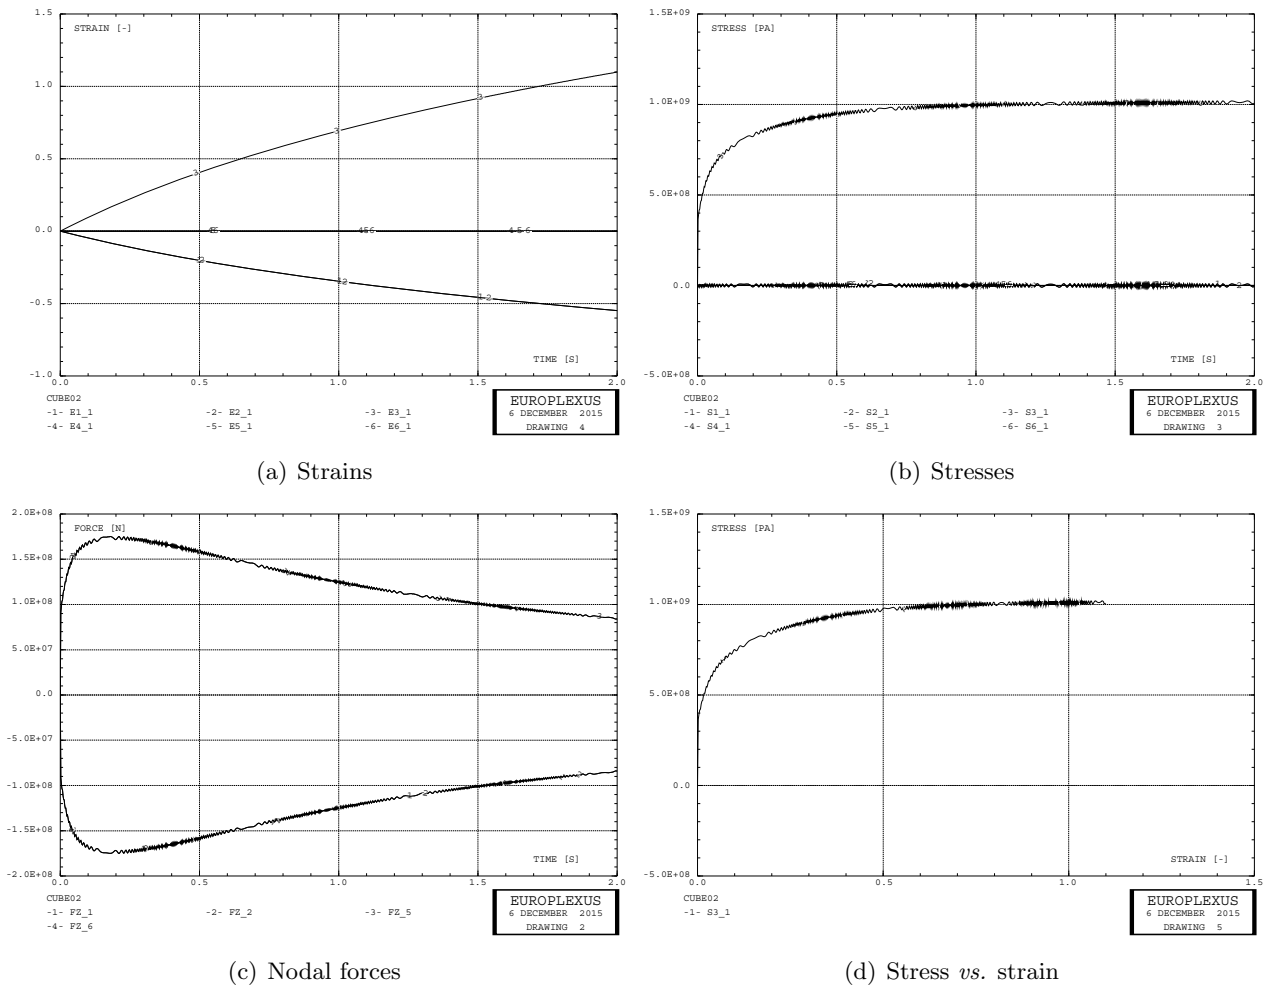 STRAIN [-]
1.5
1.0
0.5
0.0
-0.5
-1.0
TIME [S]
0.0 0.5 1.0 1.5 2.0
CUBE02
-1- E1_1 -2- E2_1 -3- E3_1
-4- E4_1 -5- E5_1 -6- E6_1
EUROPLEXUS
6 DECEMBER 2015
DRAWING 4
(a) Strains
STRESS [PA]
1.5E+09
1.0E+09
5.0E+08
0.0
-5.0E+08
TIME [S]
0.0 0.5 1.0 1.5 2.0
CUBE02
-1- S1_1 -2- S2_1 -3- S3_1
-4- S4_1 -5- S5_1 -6- S6_1
EUROPLEXUS
6 DECEMBER 2015
DRAWING 3
(b) Stresses
FORCE [N]
2.0E+08
1.5E+08
1.0E+08
5.0E+07
0.0
-5.0E+07
-1.0E+08
-1.5E+08
-2.0E+08
TIME [S]
0.0 0.5 1.0 1.5 2.0
CUBE02
-1- FZ_1 -2- FZ_2 -3- FZ_5
-4- FZ_6
EUROPLEXUS
6 DECEMBER 2015
DRAWING 2
(c) Nodal forces
STRESS [PA]
1.5E+09
1.0E+09
5.0E+08
0.0
-5.0E+08
STRAIN [-]
0.0 0.5 1.0 1.5
CUBE02
-1- S3_1
EUROPLEXUS
6 DECEMBER 2015
DRAWING 5
(d) Stress vs. strain